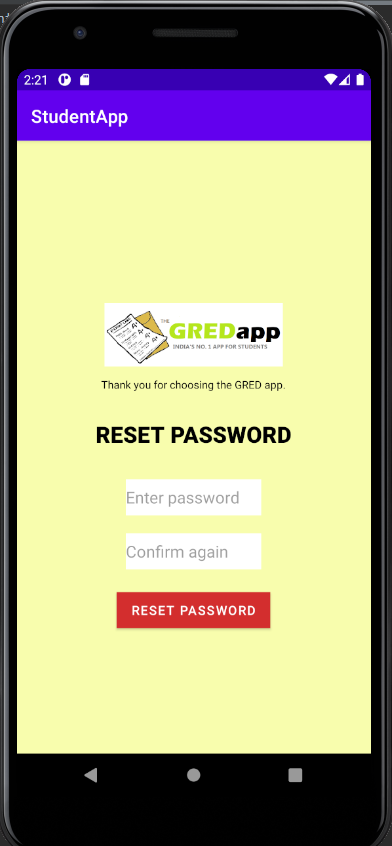 2:21
StudentApp
THE
GREDapp
INDIA'S NO. 1 APP FOR STUDENTS
Thank you for choosing the GRED app.
RESET PASSWORD
Enter password
Confirm again
RESET PASSWORD